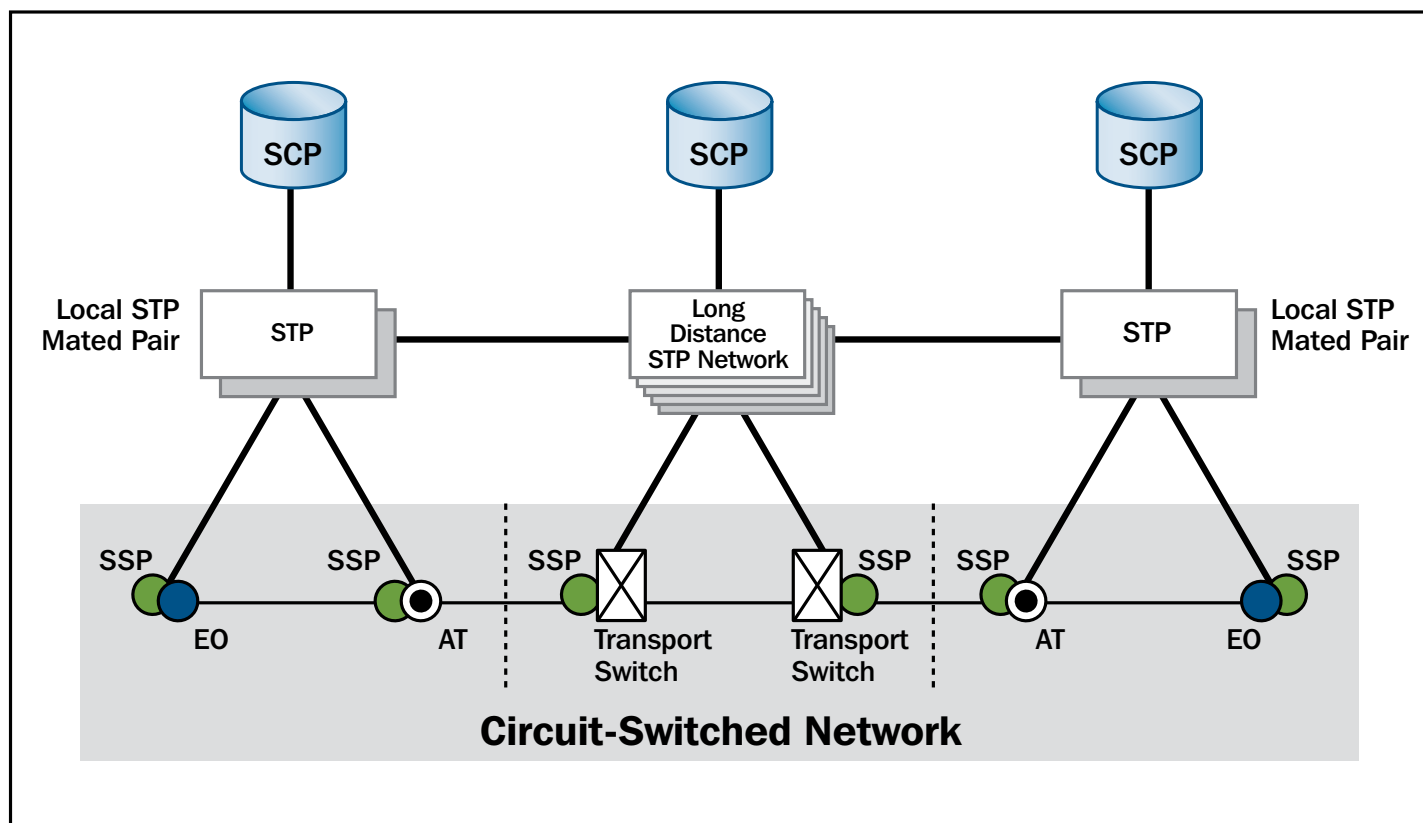 SCP
SCP
SCP
Local STP
Mated Pair
STP
Long
Distance
STP Network
STP
Local STP
Mated Pair
SSP
SSP
SSP
SSP
SSP
SSP
EO
AT
Transport
Switch
Transport
Switch
AT
EO
Circuit-Switched Network